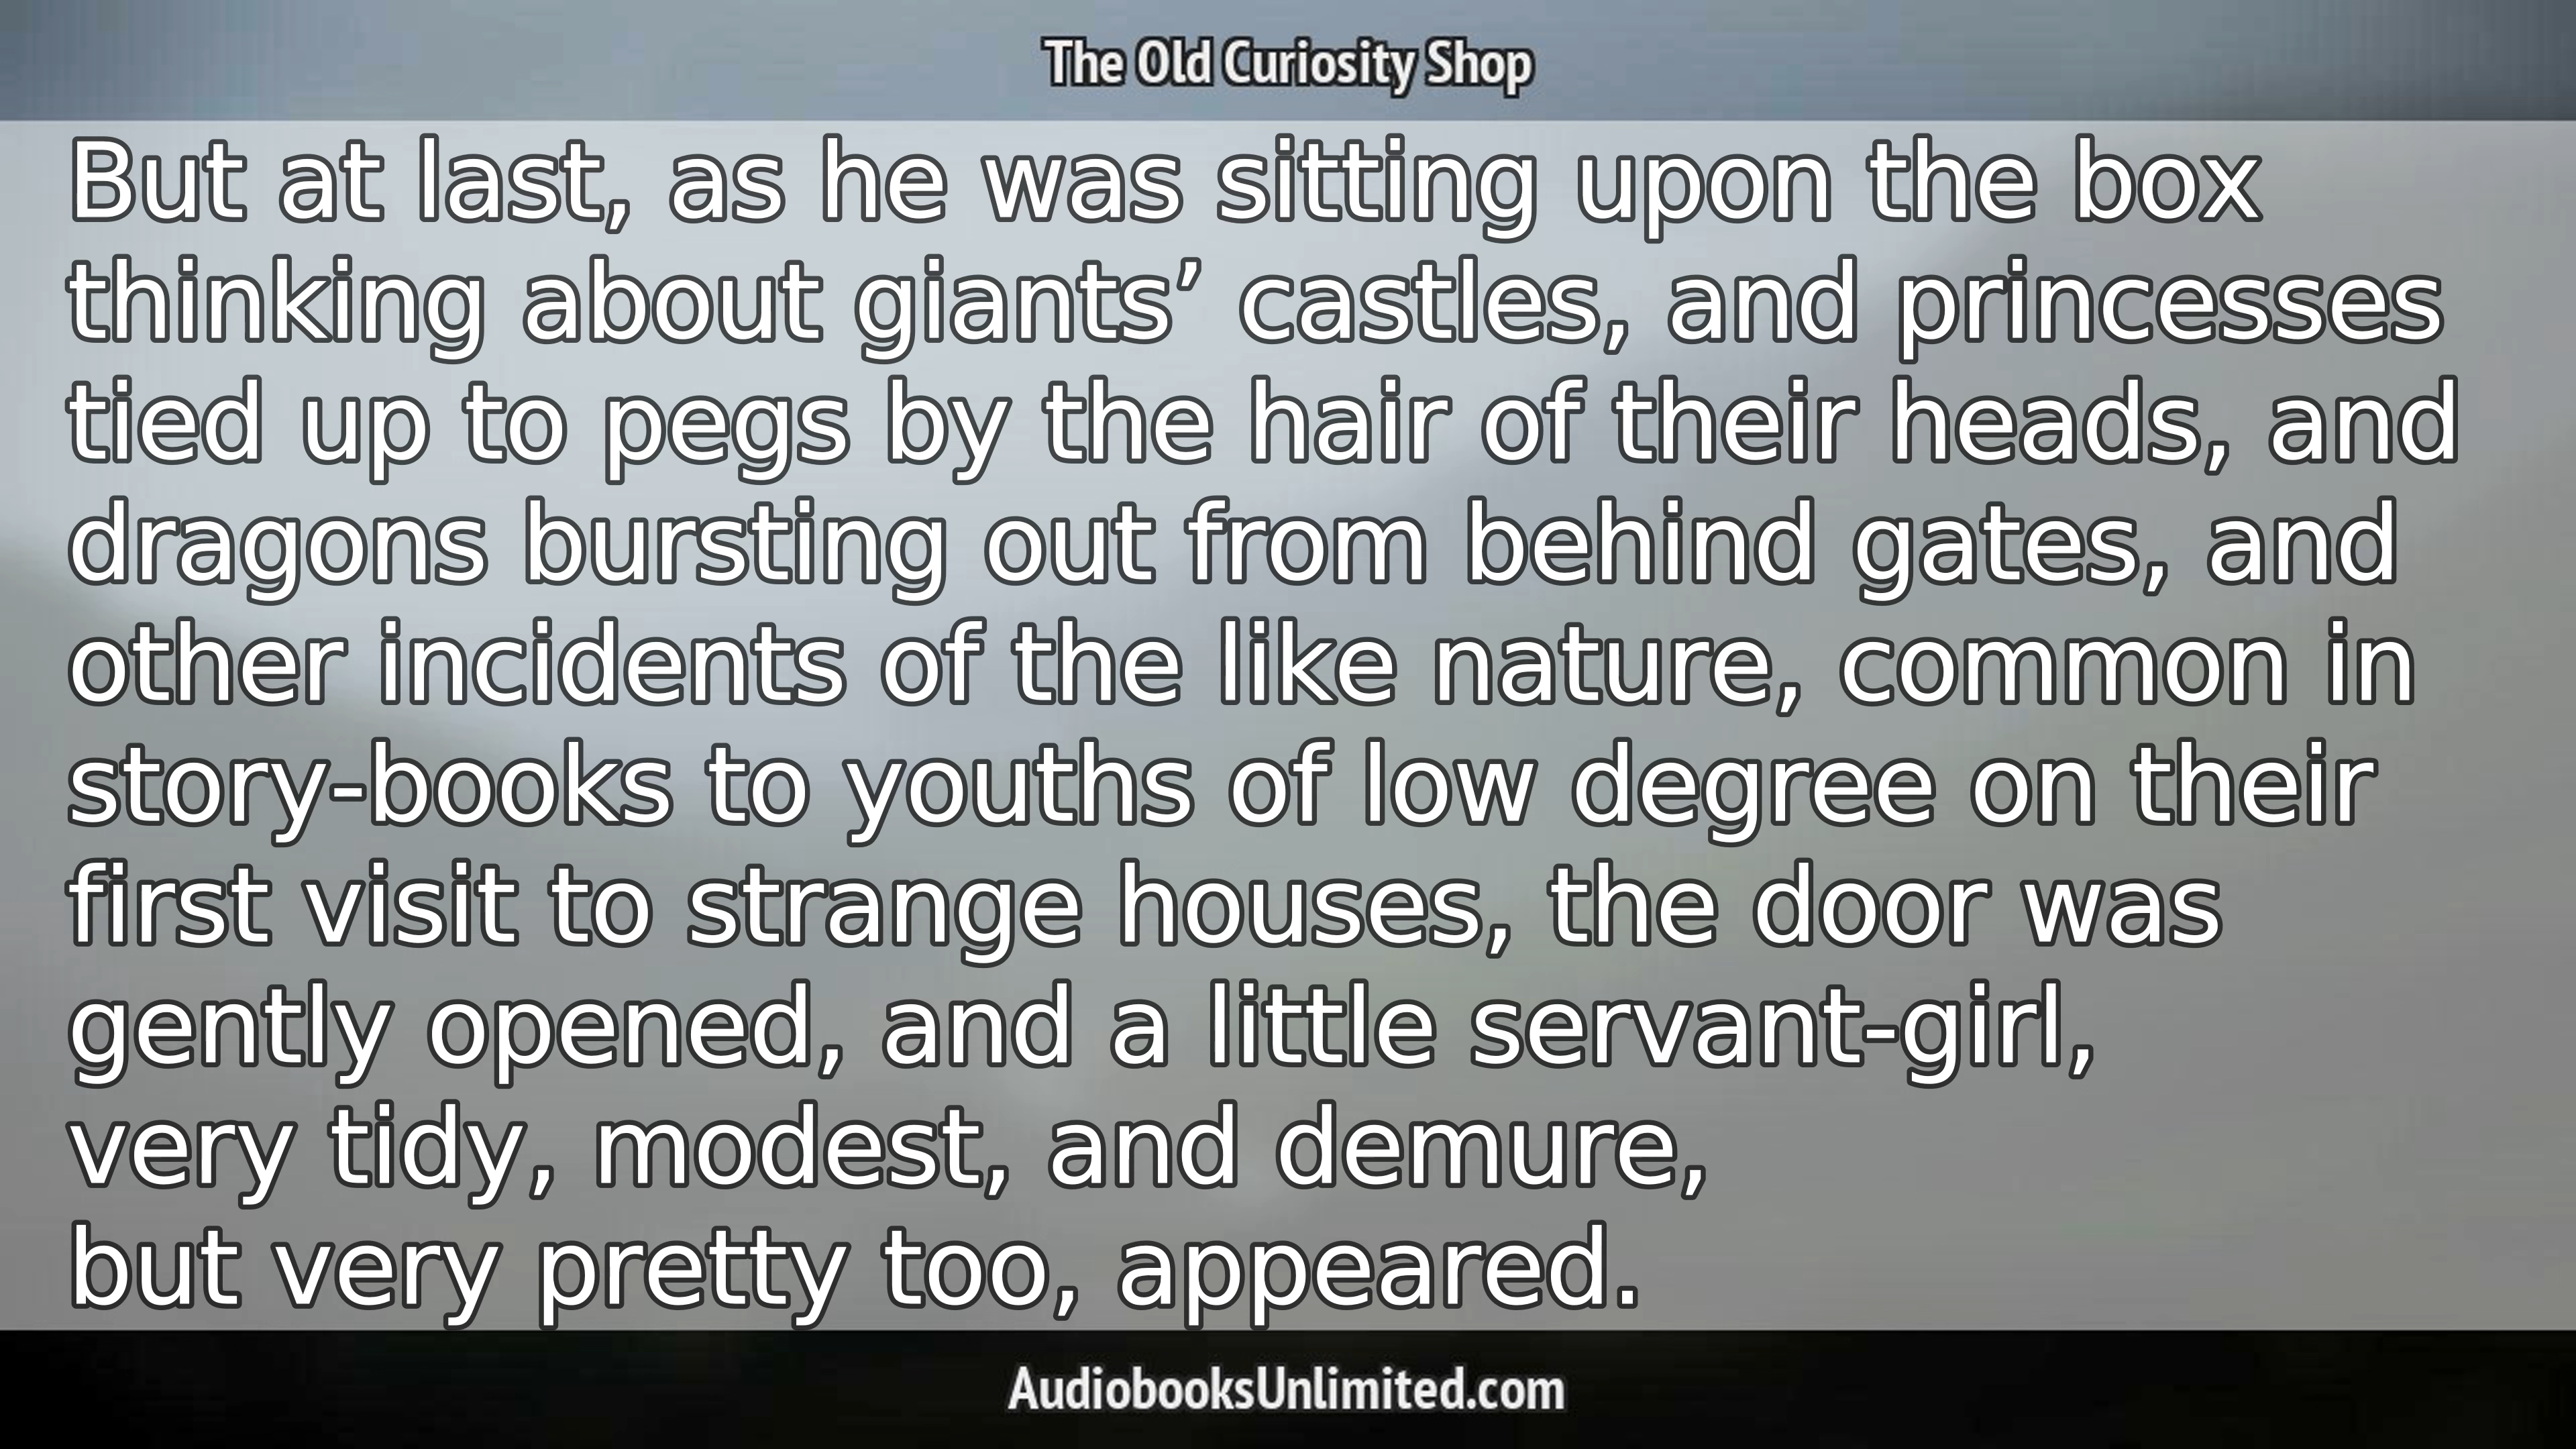 The Old Curiosity Shop
But at last, as he was sitting upon the box
thinking about giants’ castles, and princesses
tied up to pegs by the hair of their heads, and
dragons bursting out from behind gates, and
other incidents of the like nature, common in
story-books to youths of low degree on their
first visit to strange houses, the door was
gently opened, and a little servant-girl,
very tidy, modest, and demure,
but very pretty too, appeared.
AudiobooksUnlimited.com